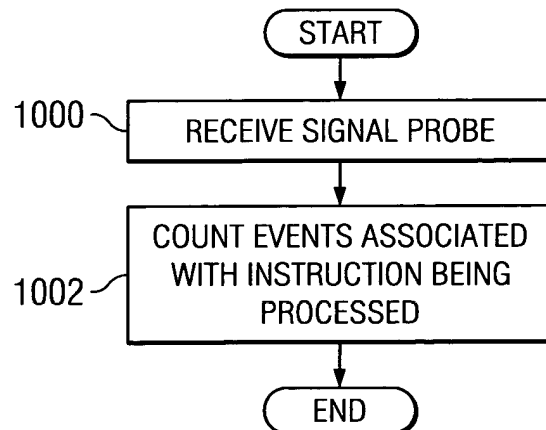 START
1000
RECEIVE SIGNAL PROBE
COUNT EVENTS ASSOCIATED
WITH INSTRUCTION BEING
PROCESSED
1002
END